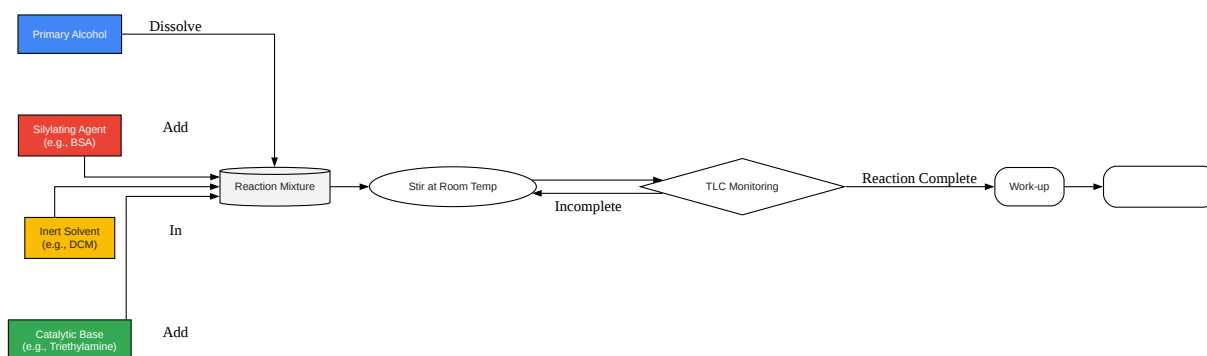 Primary Alcohol
Dissolve
Silylating Agent
(e.g., BSA)
Add
Reaction Mixture
Stir at Room Temp
Incomplete
TLC Monitoring
Reaction Complete
Work-up
Inert Solvent
(e.g., DCM)
In
Catalytic Base
(e.g., Triethylamine)
Add